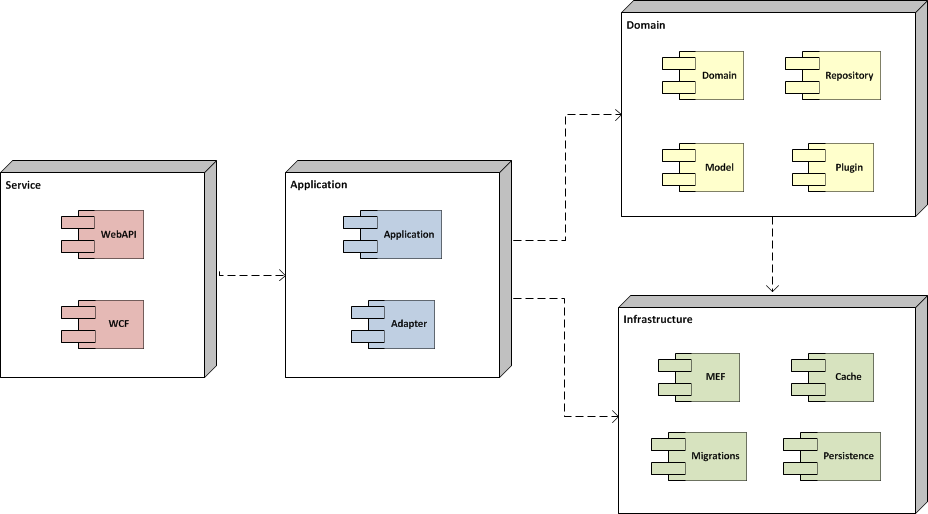 Service
WebAPI
WCF
Application
Application
Adapter
Domain
Domain
Repository
Model
Plugin
Infrastructure
MEF
Cache
Migrations
Persistence